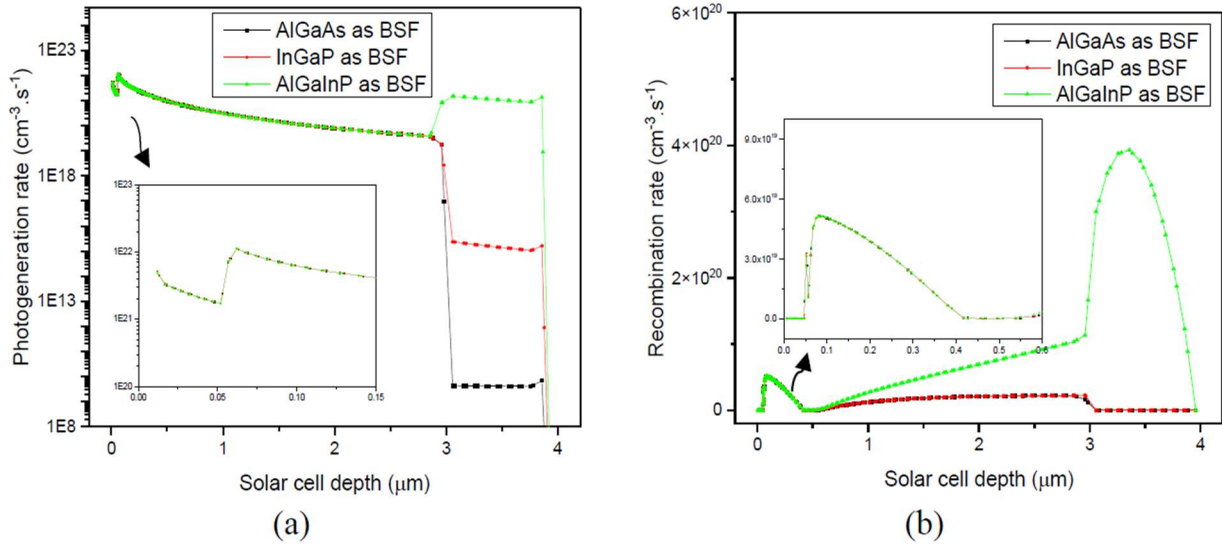 AlGaAs as BSF
InGaP as BSF
AlGaInP as BSF
1E23
1E18
1E13
1E8
Photogeneration rate (cm⁻³.s⁻¹)
1E23
1E22
1E21
1E20
0.00 0.05 0.10 0.15
0 1 2 3 4
Solar cell depth (μm)
(a)
AlGaAs as BSF
InGaP as BSF
AlGaInP as BSF
6×10²⁰
4×10²⁰
2×10²⁰
0
Recombination rate (cm⁻³.s⁻¹)
9.0x10¹⁹
6.0x10¹⁹
3.0x10¹⁹
0.0
0.0 0.1 0.2 0.3 0.4 0.5 0.6
0 1 2 3 4
Solar cell depth (μm)
(b)